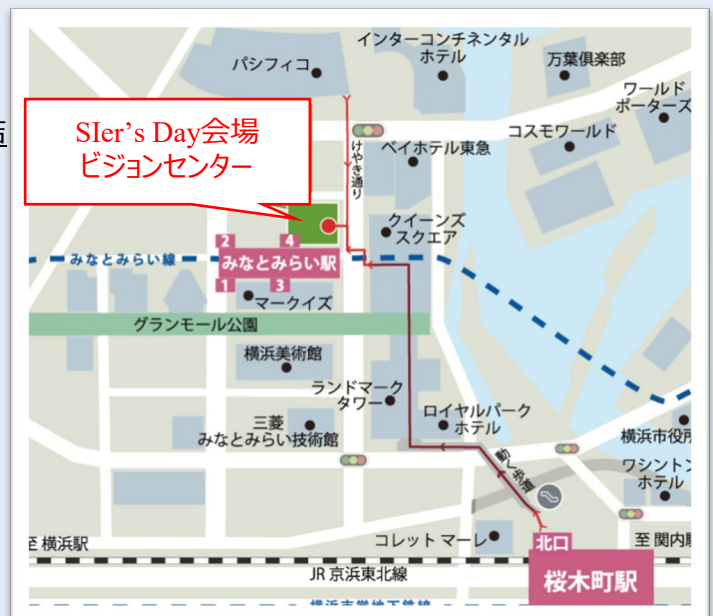 インターコンチネンタル
ホテル
パシフィコ
万葉倶楽部
ワールド
ポーターズ
SIer’s Day会場
ビジョンセンター
けやき通り
ベイホテル東急
コスモワールド
クイーンズ
スクエア
2
4
みなとみらい線
みなとみらい駅
1
3
マークイズ
グランモール公園
横浜美術館
ランドマーク
タワー
ロイヤルパーク
ホテル
三菱
みなとみらい技術館
横浜市役所
動く歩道
ワシントン
ホテル
至 横浜駅
コレット マーレ
北口
至 関内駅
JR 京浜東北線
桜木町駅
横浜市営地下鉄線